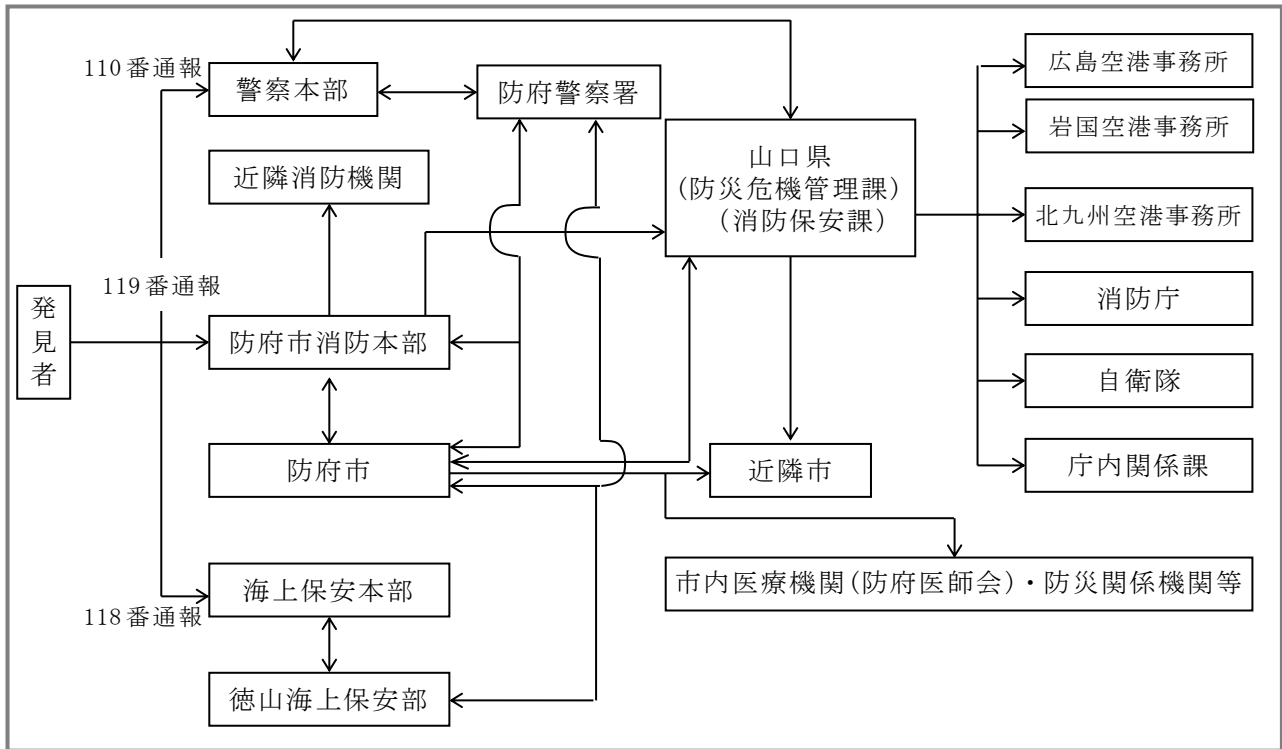 110番通報
警察本部
防府警察署
広島空港事務所
岩国空港事務所
近隣消防機関
山口県
(防災危機管理課)
(消防保安課)
北九州空港事務所
119番通報
発見者
防府市消防本部
消防庁
自衛隊
防府市
近隣市
庁内関係課
海上保安本部
市内医療機関(防府医師会)・防災関係機関等
118番通報
徳山海上保安部